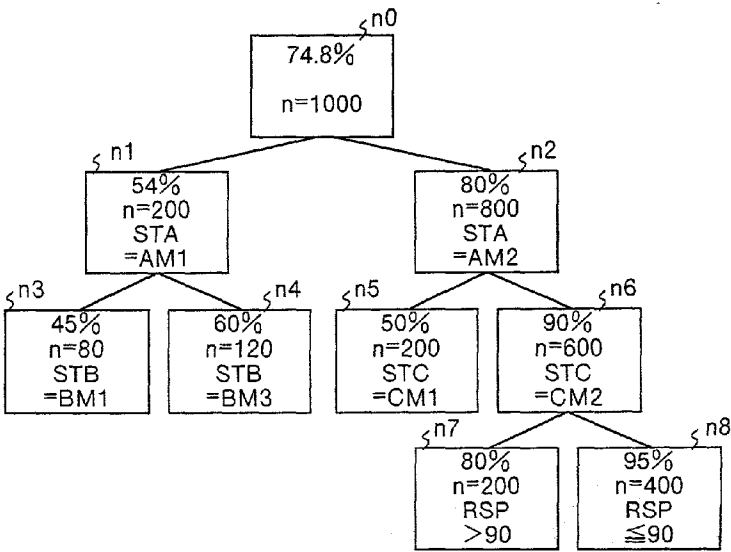 n0
74.8%
n=1000
n1
54%
n=200
STA
=AM1
n2
80%
n=800
STA
=AM2
n3
45%
n=80
STB
=BM1
n4
60%
n=120
STB
=BM3
n5
50%
n=200
STC
=CM1
n6
90%
n=600
STC
=CM2
n7
80%
n=200
RSP
>90
n8
95%
n=400
RSP
≦90